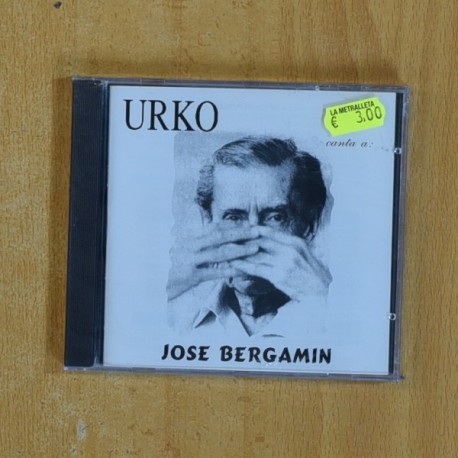 URKO
LA METRALLETA
€ 3.00
canta a:
JOSE BERGAMIN